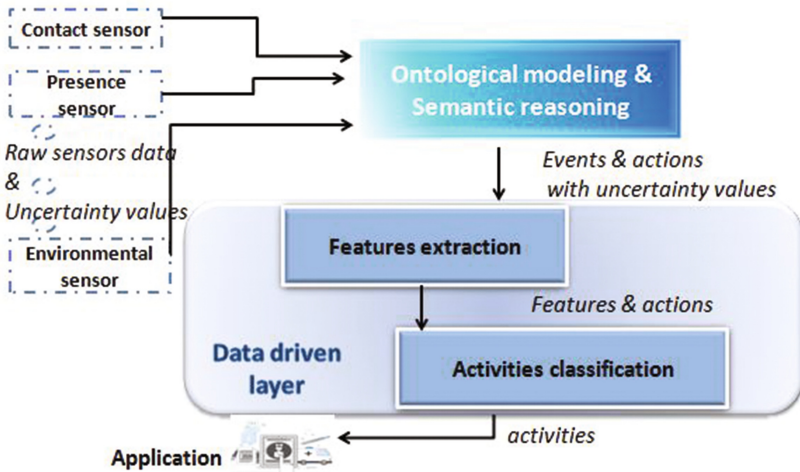 Contact sensor
Presence
sensor
Raw sensors data
&
Uncertainty values
Environmental
sensor
Ontological modeling &
Semantic reasoning
Events & actions
with uncertainty values
Features extraction
Features & actions
Data driven
layer
Activities classification
activities
Application